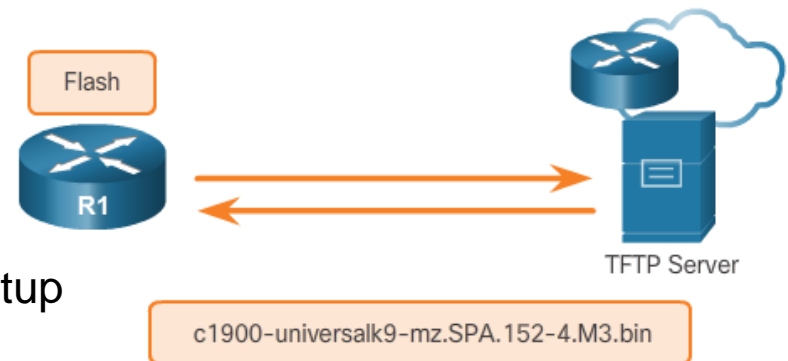 Flash
R1
TFTP Server
tup
c1900-universalk9-mz.SPA.152-4.M3.bin